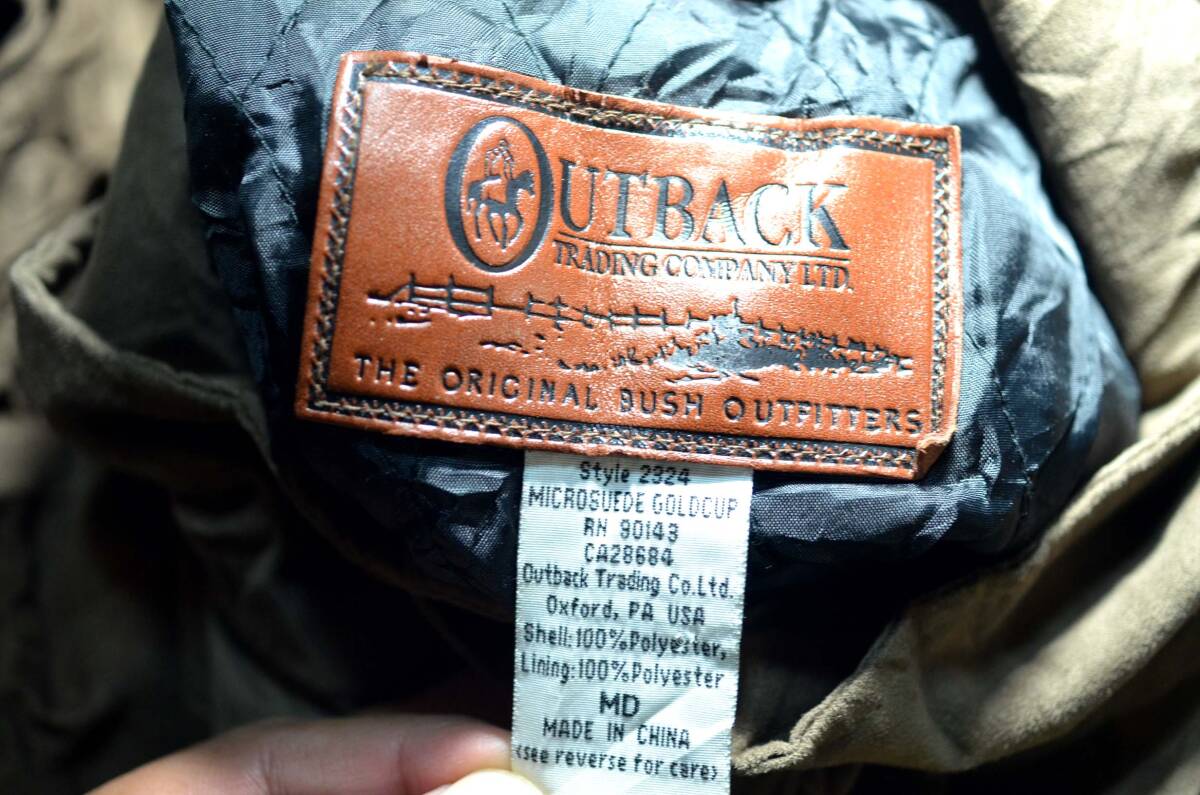 OUTBACK
TRADING COMPANY LTD.
THE ORIGINAL BUSH OUTFITTERS
Style 2324
MICROSUEDE GOLDCUP
RN 90143
CA28684
Outback Trading Co.Ltd.
Oxford, PA USA
Shell:100%Polyester,
Lining:100%Polyester
MD
MADE IN CHINA
(see reverse for care)